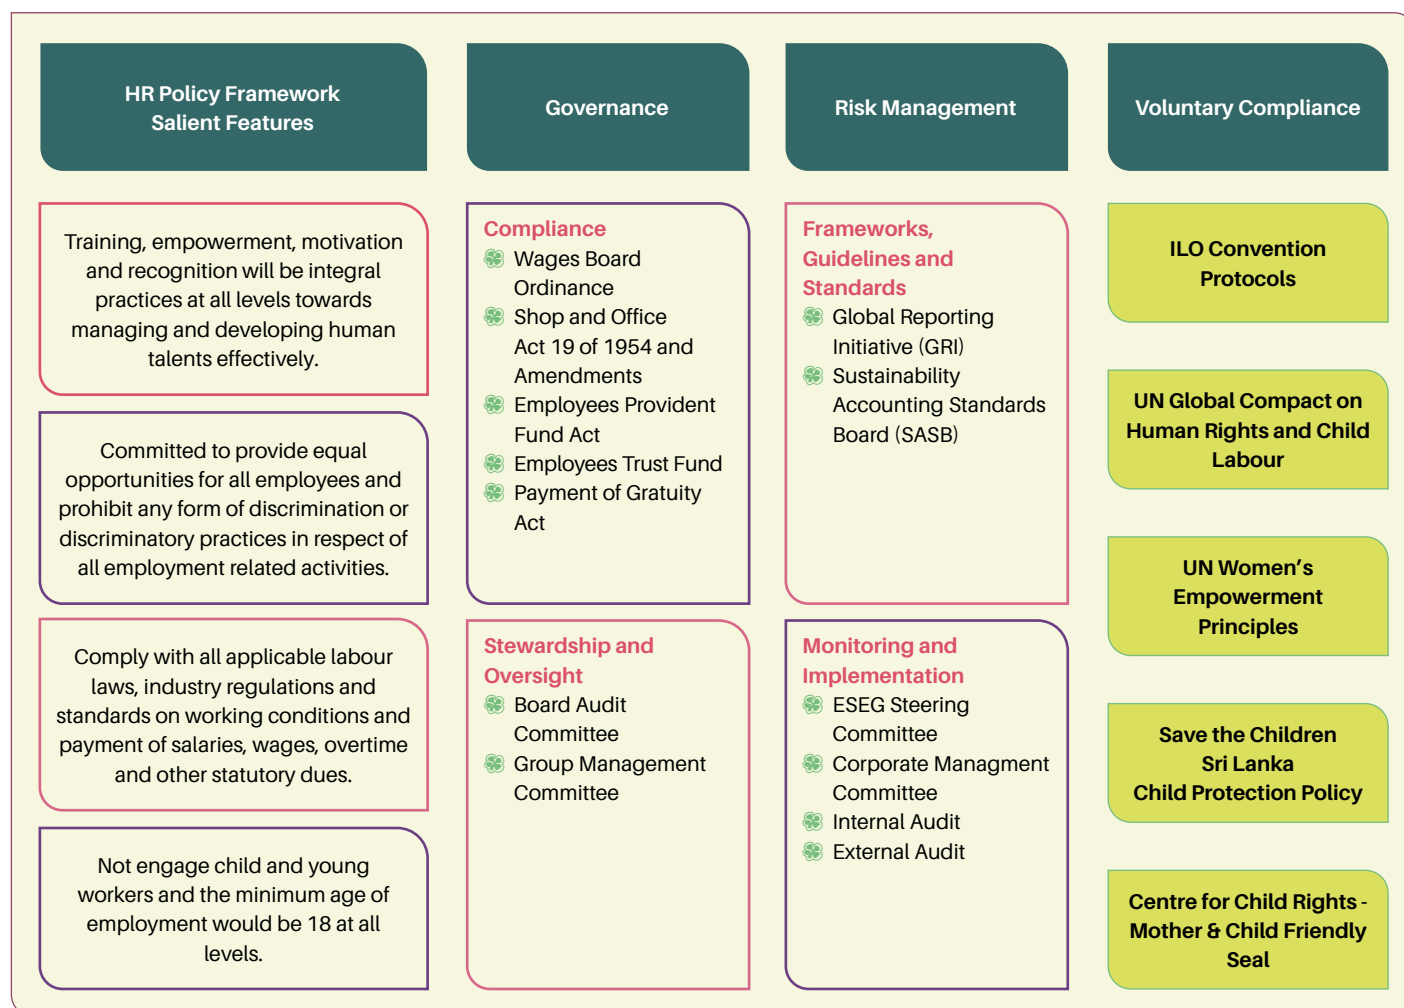 HR Policy Framework
Salient Features
Training, empowerment, motivation
and recognition will be integral
practices at all levels towards
managing and developing human
talents effectively.
Committed to provide equal
opportunities for all employees and
prohibit any form of discrimination or
discriminatory practices in respect of
all employment related activities.
Comply with all applicable labour
laws, industry regulations and
standards on working conditions and
payment of salaries, wages, overtime
and other statutory dues.
Not engage child and young
workers and the minimum age of
employment would be 18 at all
levels.
Governance
Compliance
Wages Board
Ordinance
Shop and Office
Act 19 of 1954 and
Amendments
Employees Provident
Fund Act
Employees Trust Fund
Payment of Gratuity
Act
Stewardship and
Oversight
Board Audit
Committee
Group Management
Committee
Risk Management
Frameworks,
Guidelines and
Standards
Global Reporting
Initiative (GRI)
Sustainability
Accounting Standards
Board (SASB)
Monitoring and
Implementation
ESEG Steering
Committee
Corporate Managment
Committee
Internal Audit
External Audit
Voluntary Compliance
ILO Convention
Protocols
UN Global Compact on
Human Rights and Child
Labour
UN Women's
Empowerment
Principles
Save the Children
Sri Lanka
Child Protection Policy
Centre for Child Rights -
Mother & Child Friendly
Seal